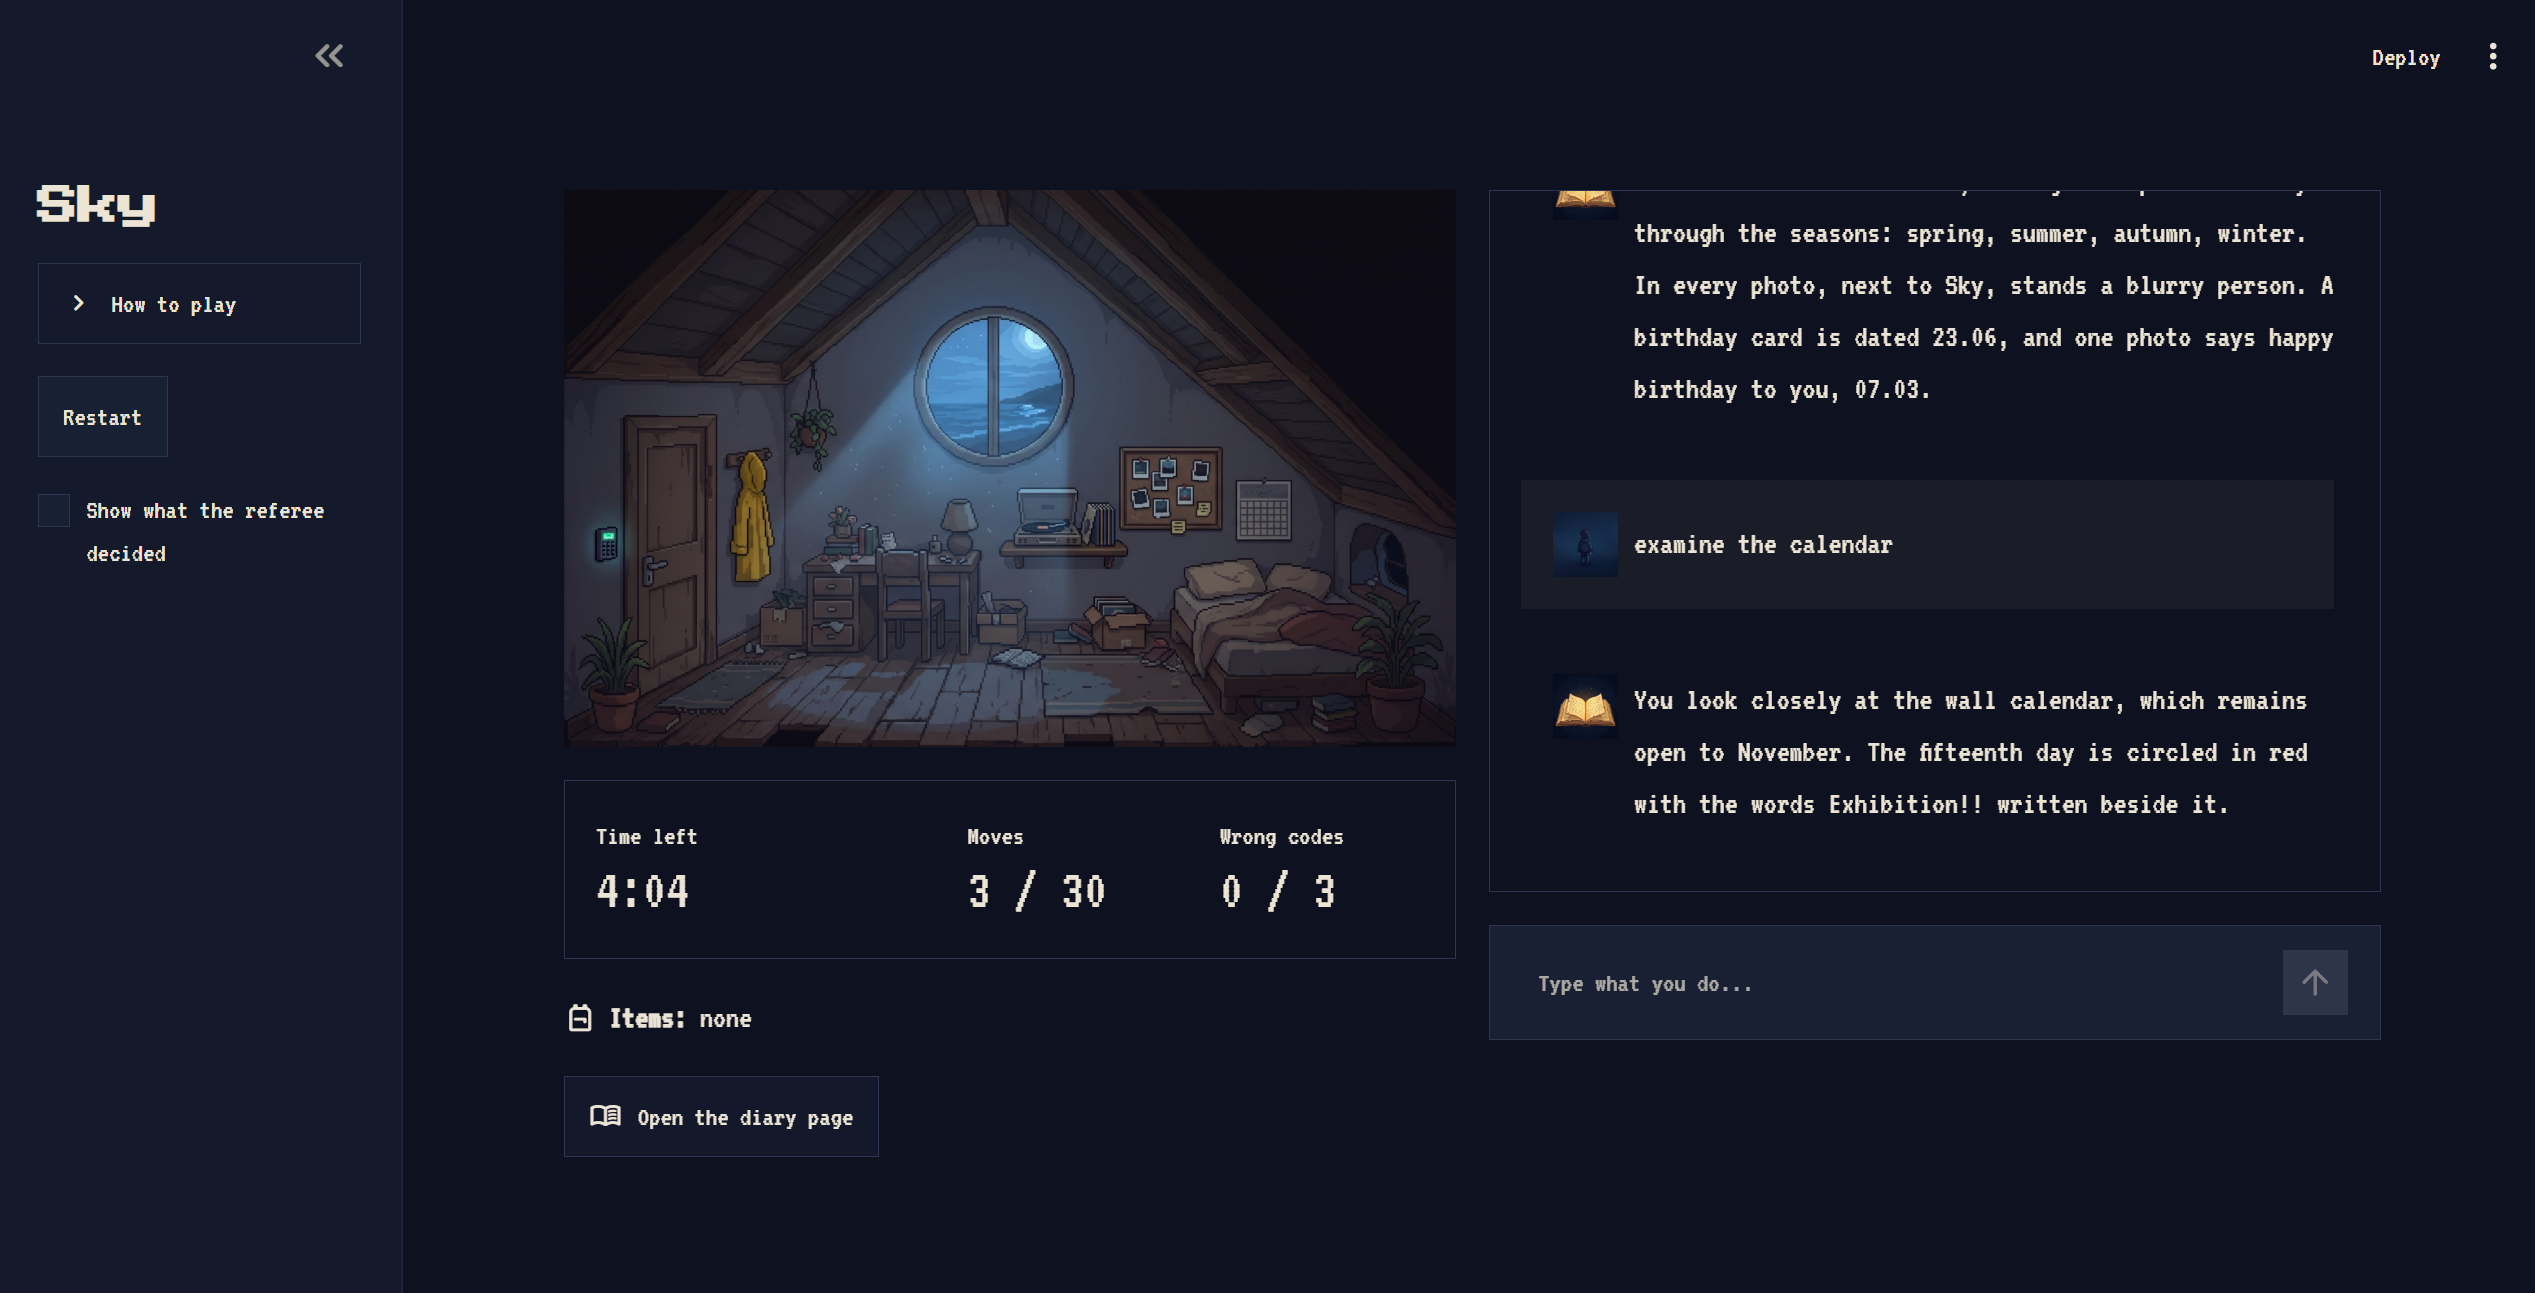 Deploy
Sky
How to play
Restart
Show what the referee
decided
through the seasons: spring, summer, autumn, winter.
In every photo, next to Sky, stands a blurry person. A
birthday card is dated 23.06, and one photo says happy
birthday to you, 07.03.
examine the calendar
You look closely at the wall calendar, which remains
open to November. The fifteenth day is circled in red
with the words Exhibition!! written beside it.
Time left
Moves
Wrong codes
4:04
3 / 30
0 / 3
Type what you do...
Items: none
Open the diary page